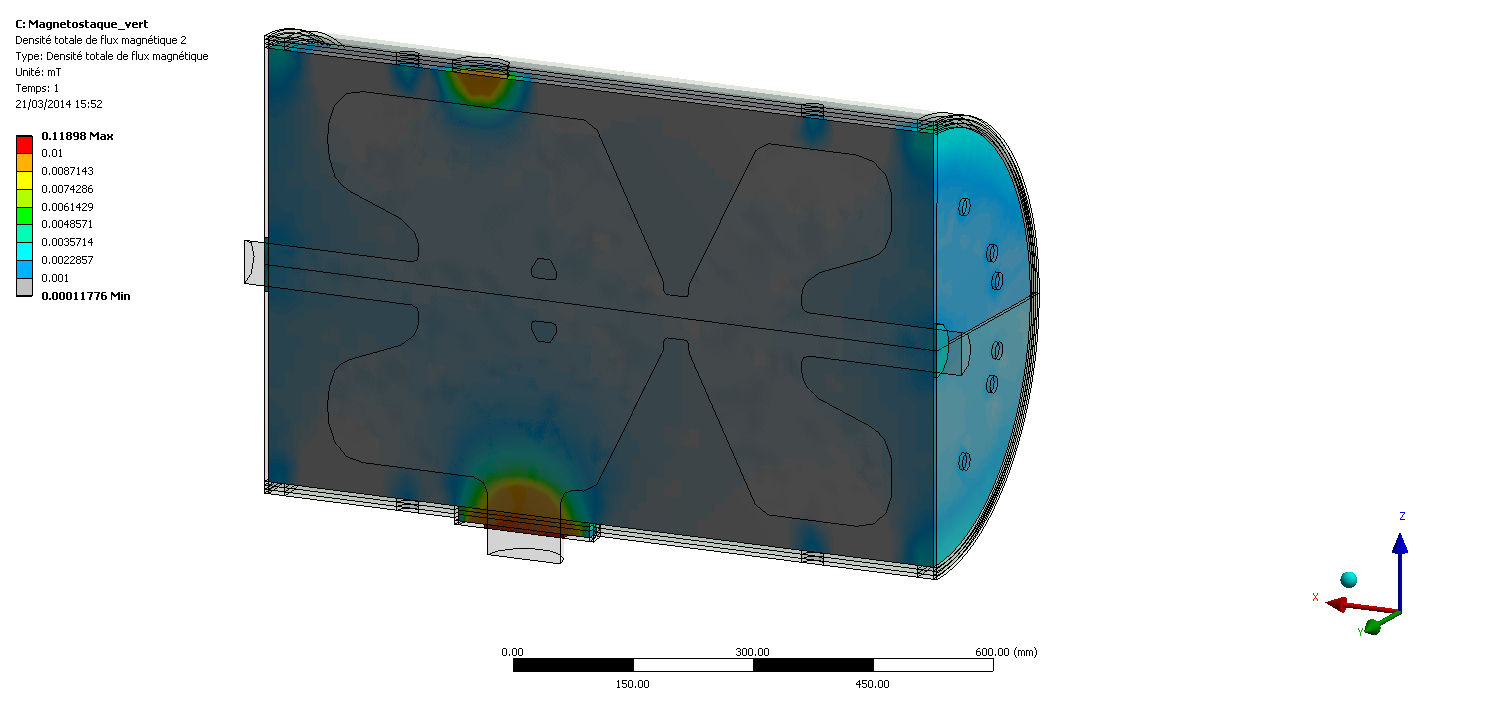 C: Magnetostaque_vert
Densité totale de flux magnétique 2
Type: Densité totale de flux magnétique
Unité: mT
Temps: 1
21/03/2014 15:52
0.11898 Max
0.01
0.0087143
0.0074286
0.0061429
0.0048571
0.0035714
0.0022857
0.001
0.00011776 Min
Z
X
Y
0.00 300.00 600.00 (mm)
150.00 450.00